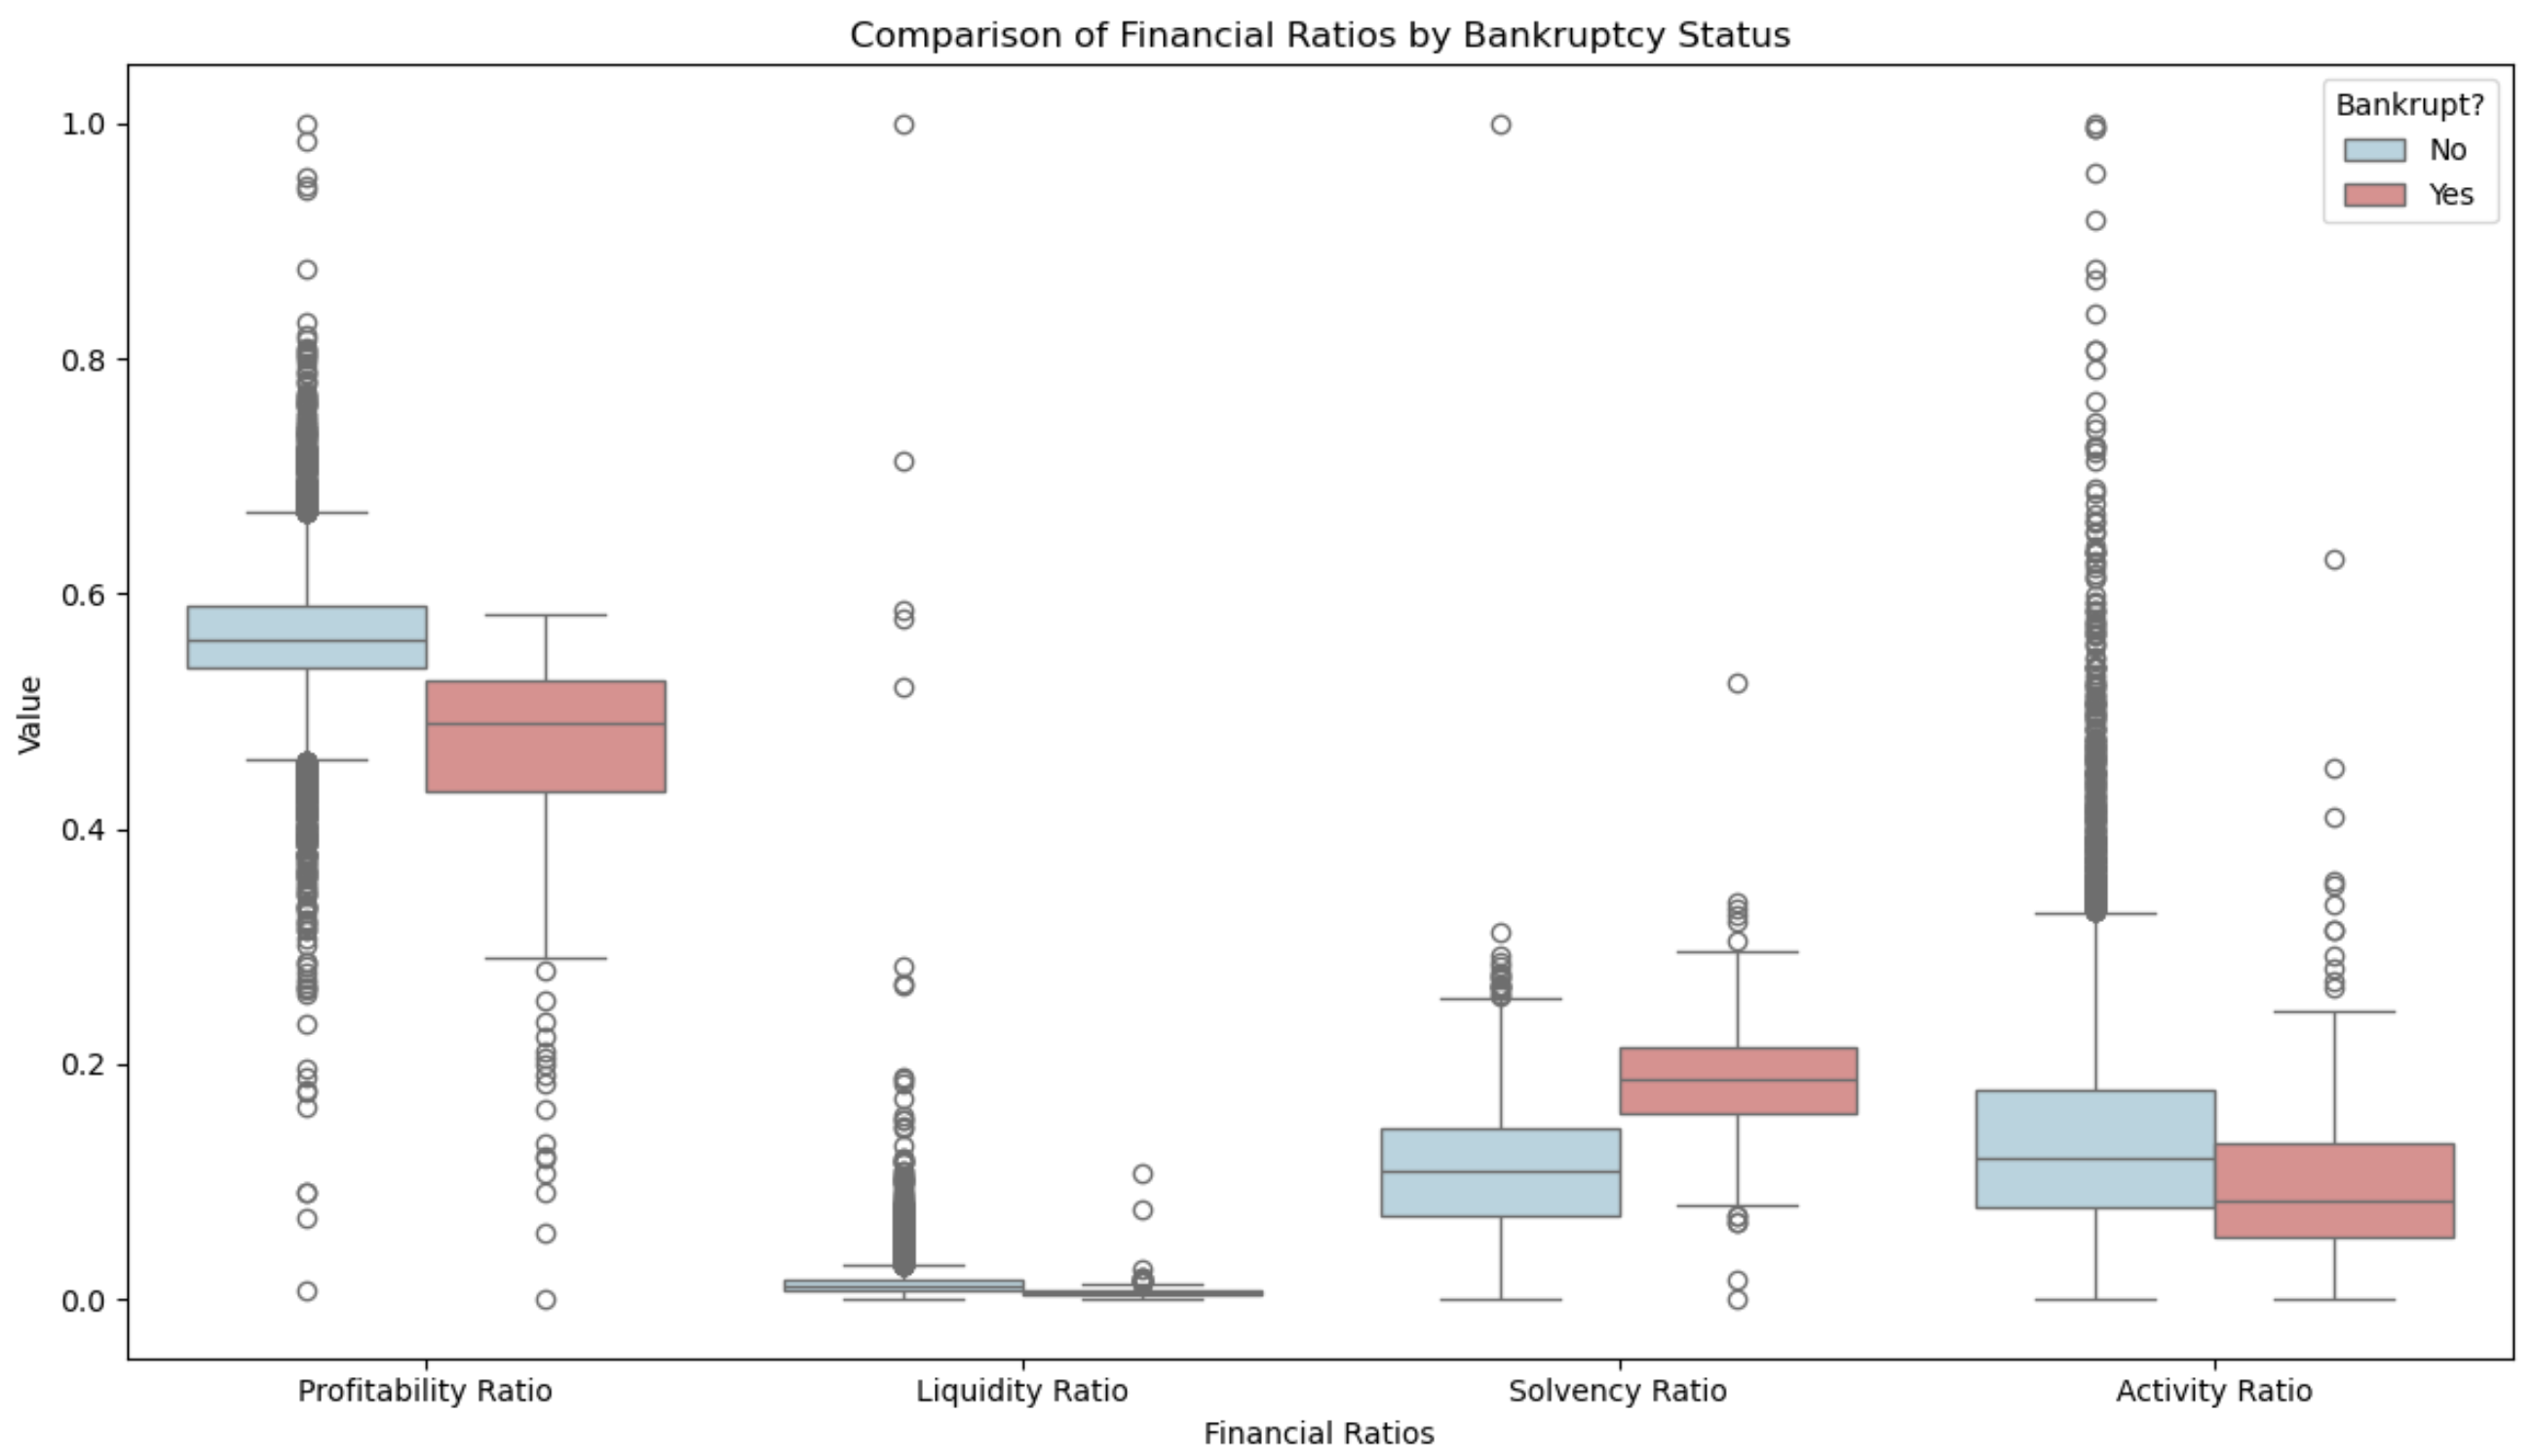 Comparison of Financial Ratios by Bankruptcy Status
Bankrupt?
No
Yes
1.0
0.8
0.6
0.4
0.2
0.0
Value
Profitability Ratio
Liquidity Ratio
Solvency Ratio
Activity Ratio
Financial Ratios